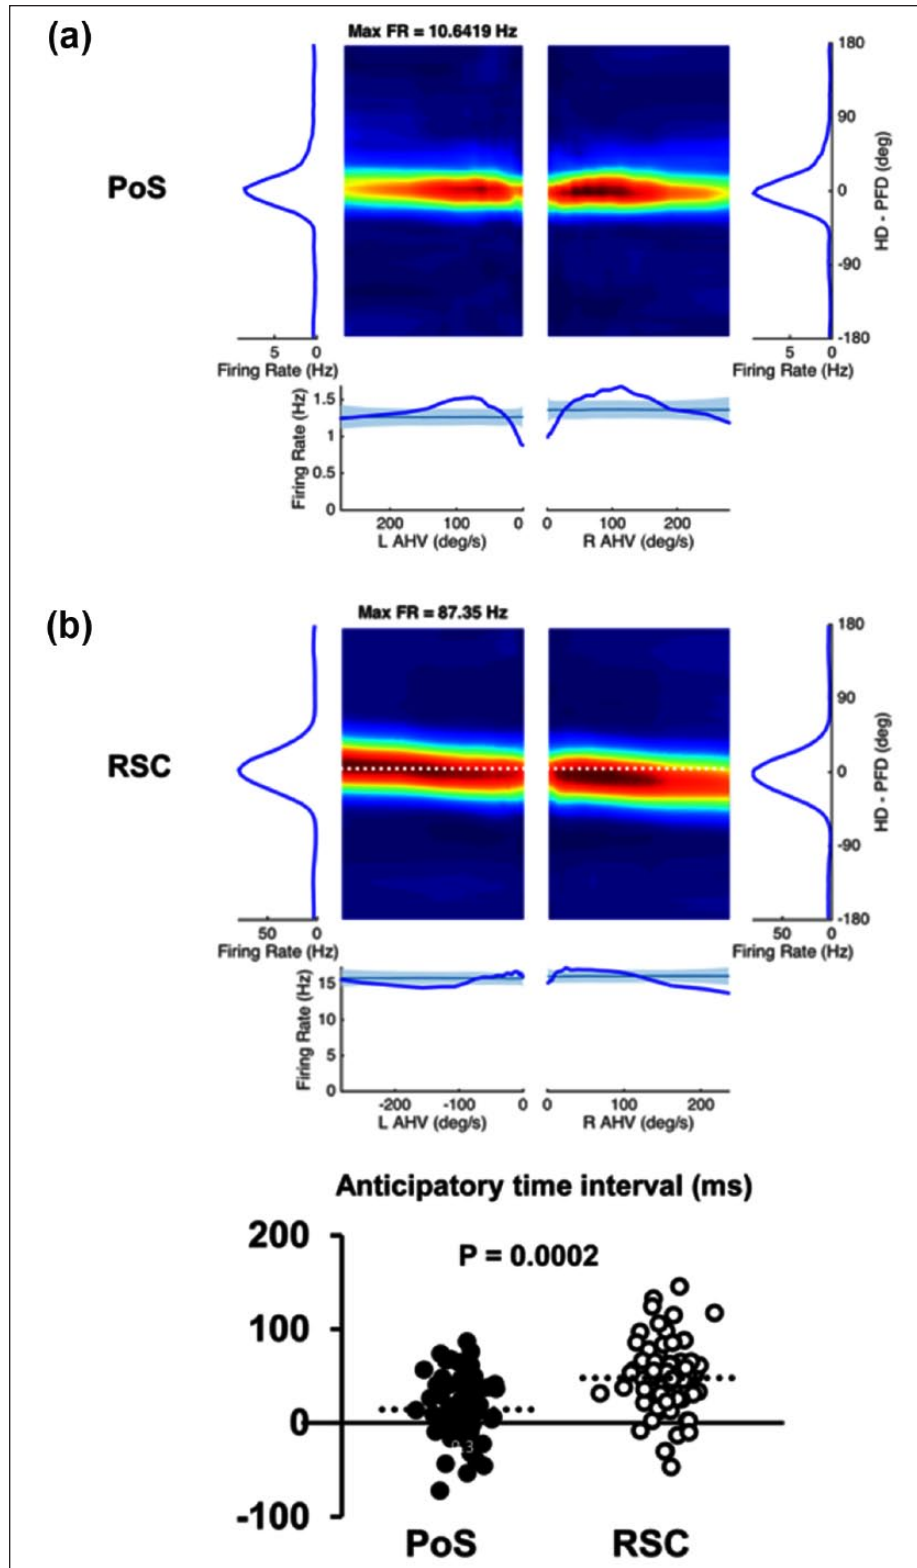 (a)
Max FR = 10.6419 Hz
PoS
180
90
0
-90
-180
HD - PFD (deg)
5 0
Firing Rate (Hz)
5 0
Firing Rate (Hz)
1.5
1
0.5
0
Firing Rate (Hz)
200 100 0
L AHV (deg/s)
0 100 200
R AHV (deg/s)
(b)
Max FR = 87.35 Hz
RSC
180
90
0
-90
-180
HD - PFD (deg)
50 0
Firing Rate (Hz)
50 0
Firing Rate (Hz)
15
10
5
0
Firing Rate (Hz)
-200 -100 0
L AHV (deg/s)
0 100 200
R AHV (deg/s)
Anticipatory time interval (ms)
P = 0.0002
200
100
0
-100
PoS RSC